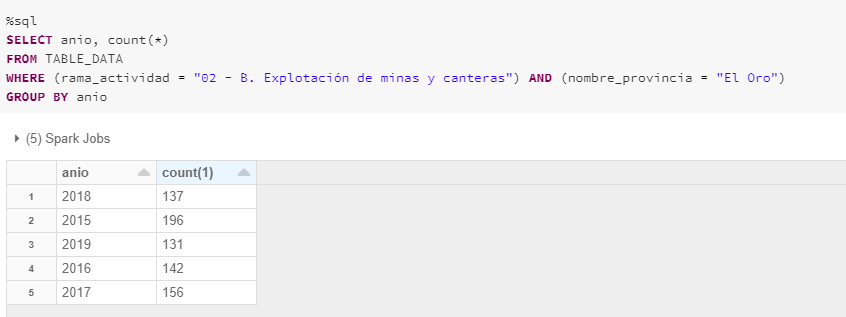 %sql
SELECT anio, count(*)
FROM TABLE_DATA
WHERE (rama_actividad = "02 - B. Explotación de minas y canteras") AND (nombre_provincia = "El Oro")
GROUP BY anio
(5) Spark Jobs
anio count(1)
1 2018 137
2 2015 196
3 2019 131
4 2016 142
5 2017 156